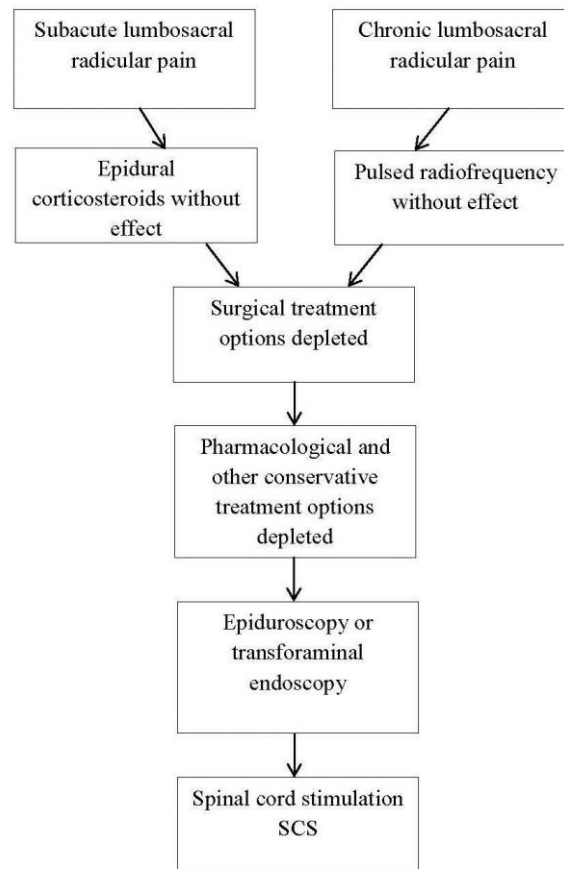 Subacute lumbosacral
radicular pain
Chronic lumbosacral
radicular pain
Epidural
corticosteroids without
effect
Pulsed radiofrequency
without effect
Surgical treatment
options depleted
Pharmacological and
other conservative
treatment options
depleted
Epiduroscopy or
transforaminal
endoscopy
Spinal cord stimulation
SCS